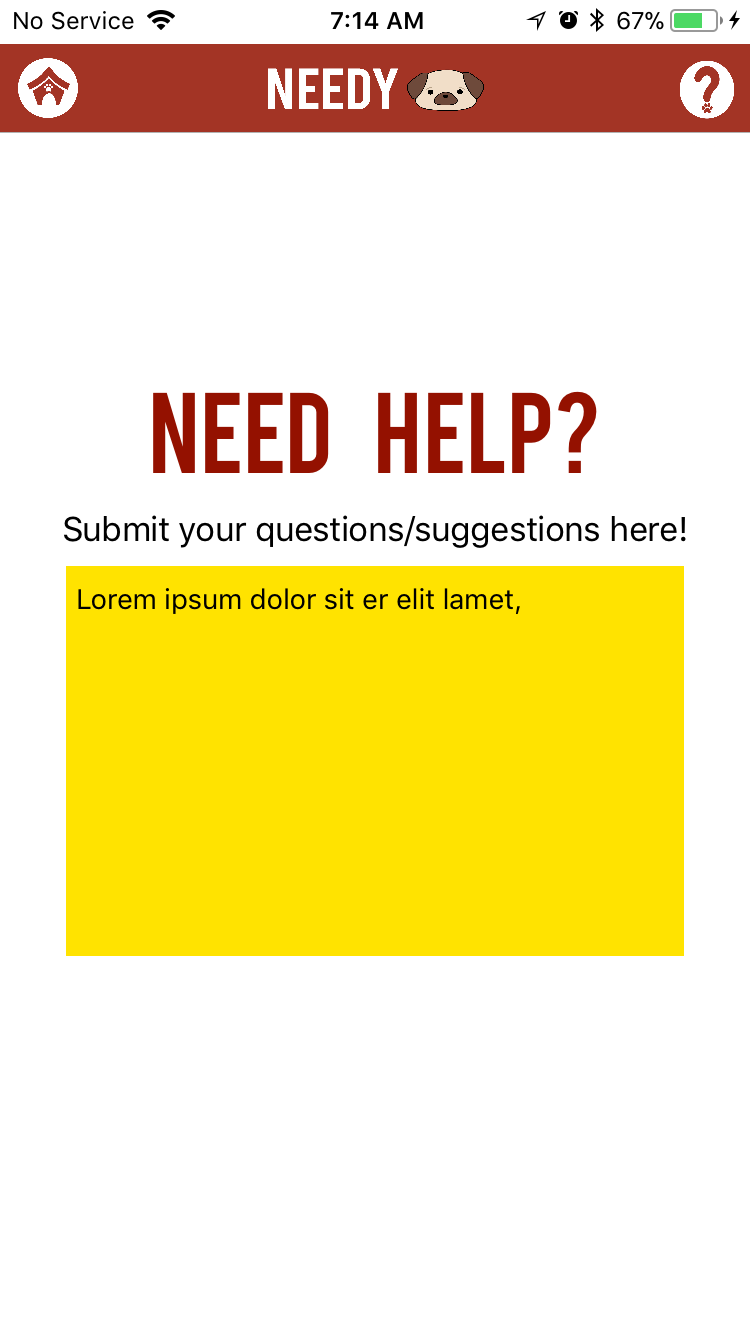 No Service 7:14 AM 67%
NEEDY
NEED HELP?
Submit your questions/suggestions here!
Lorem ipsum dolor sit er elit lamet,